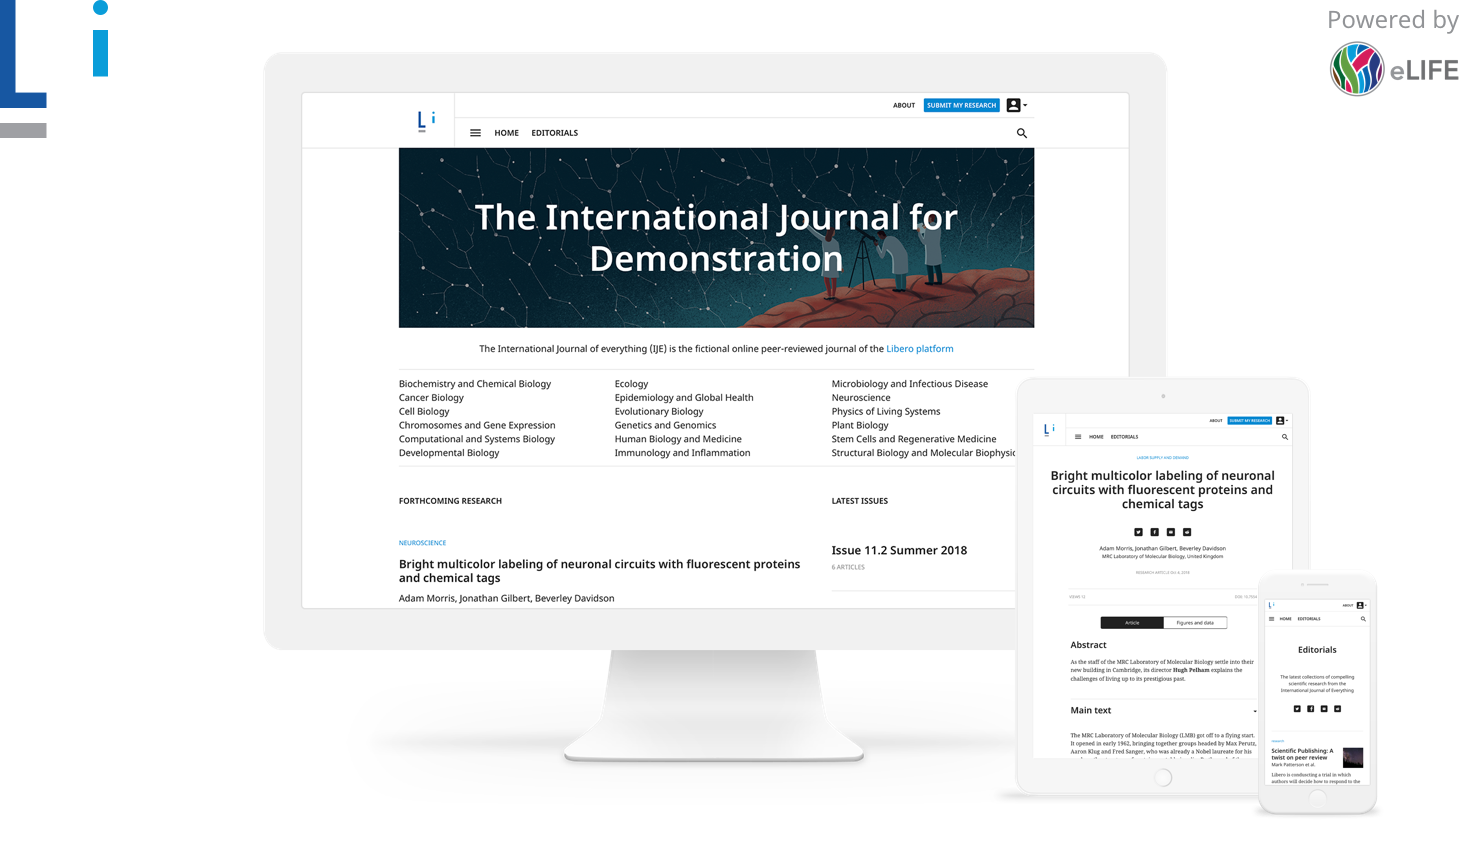 Li
Powered by
eLIFE
Li
ABOUT
SUBMIT MY RESEARCH
HOME
EDITORIALS
The International Journal for
Demonstration
The International Journal of everything (IJE) is the fictional online peer-reviewed journal of the Libero platform
Biochemistry and Chemical Biology
Cancer Biology
Cell Biology
Chromosomes and Gene Expression
Computational and Systems Biology
Developmental Biology
Ecology
Epidemiology and Global Health
Evolutionary Biology
Genetics and Genomics
Human Biology and Medicine
Immunology and Inflammation
Microbiology and Infectious Disease
Neuroscience
Physics of Living Systems
Plant Biology
Stem Cells and Regenerative Medicine
Structural Biology and Molecular Biophysic
FORTHCOMING RESEARCH
NEUROSCIENCE
Bright multicolor labeling of neuronal circuits with fluorescent proteins
and chemical tags
Adam Morris, Jonathan Gilbert, Beverley Davidson
LATEST ISSUES
Issue 11.2 Summer 2018
6 ARTICLES
Li
ABOUT
SUBMIT MY RESEARCH
HOME
EDITORIALS
LABOR SUPPLY AND DEMAND
Bright multicolor labeling of neuronal
circuits with fluorescent proteins and
chemical tags
Adam Morris, Jonathan Gilbert, Beverley Davidson
MRC Laboratory of Molecular Biology, United Kingdom
RESEARCH ARTICLE
Article
Figures and data
Abstract
As the staff of the MRC Laboratory of Molecular Biology settle into their
new building in Cambridge, its director Hugh Pelham explains the
challenges of living up to its prestigious past.
Main text
The MRC Laboratory of Molecular Biology (LMB) got off to a flying start.
It opened in early 1962, bringing together groups headed by Max Perutz,
Aaron Klug and Fred Sanger, who was already a Nobel laureate for his
Li
ABOUT
HOME
EDITORIALS
Editorials
The latest collections of compelling
scientific research from the
International Journal of Everything
Scientific Publishing: A
twist on peer review
Mark Patterson et al.
Libero is conducting a trial in which
authors will decide how to respond to the